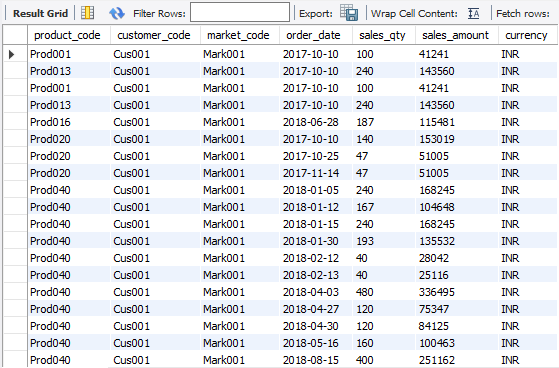 Result Grid Filter Rows: Export: Wrap Cell Content: IA Fetch rows:
product_code customer_code market_code order_date sales_qty sales_amount currency
Prod001 Cus001 Mark001 2017-10-10 100 41241 INR
Prod013 Cus001 Mark001 2017-10-10 240 143560 INR
Prod001 Cus001 Mark001 2017-10-10 100 41241 INR
Prod013 Cus001 Mark001 2017-10-10 240 143560 INR
Prod016 Cus001 Mark001 2018-06-28 187 115481 INR
Prod020 Cus001 Mark001 2017-10-10 140 153019 INR
Prod020 Cus001 Mark001 2017-10-25 47 51005 INR
Prod020 Cus001 Mark001 2017-11-14 47 51005 INR
Prod040 Cus001 Mark001 2018-01-05 240 168245 INR
Prod040 Cus001 Mark001 2018-01-12 167 104648 INR
Prod040 Cus001 Mark001 2018-01-15 240 168245 INR
Prod040 Cus001 Mark001 2018-01-30 193 135532 INR
Prod040 Cus001 Mark001 2018-02-12 40 28042 INR
Prod040 Cus001 Mark001 2018-02-13 40 25116 INR
Prod040 Cus001 Mark001 2018-04-03 480 336495 INR
Prod040 Cus001 Mark001 2018-04-27 120 75347 INR
Prod040 Cus001 Mark001 2018-04-30 120 84125 INR
Prod040 Cus001 Mark001 2018-05-16 160 100463 INR
Prod040 Cus001 Mark001 2018-08-15 400 251162 INR